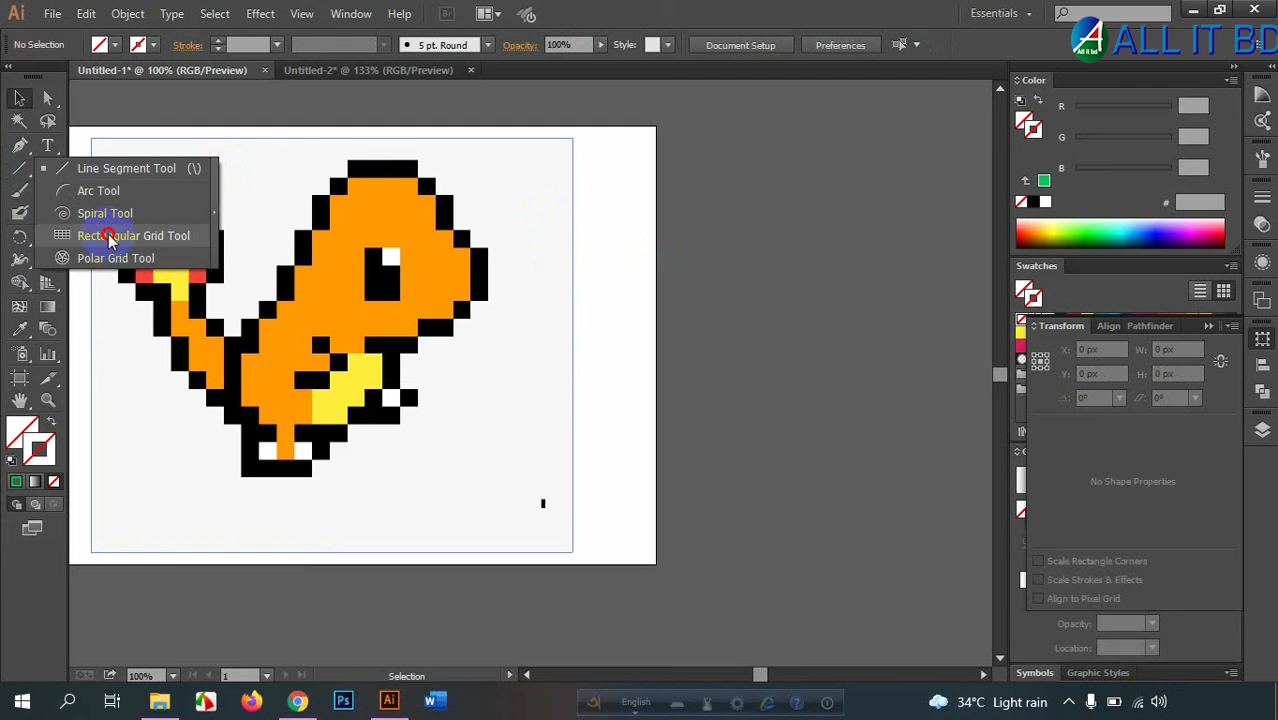 Ai File Edit Object Type Select Effect View Window Help Br Essentials
ALL IT BD
No Selection Stroke: 5 pt. Round Opacity: 100% Style: Document Setup Preferences
Untitled-1* @ 100% (RGB/Preview) × Untitled-2* @ 133% (RGB/Preview) ×
Color
R
G
B
#
Line Segment Tool (\)
Arc Tool
Spiral Tool
Rectangular Grid Tool
Polar Grid Tool
Swatches
Transform Align Pathfinder
X: 0 px W: 0 px
Y: 0 px H: 0 px
0° 0°
No Shape Properties
Scale Rectangle Corners
Scale Strokes & Effects
Align to Pixel Grid
Opacity:
Location:
Symbols Graphic Styles
100% 1 Selection
Ps Ai W English 34°C Light rain